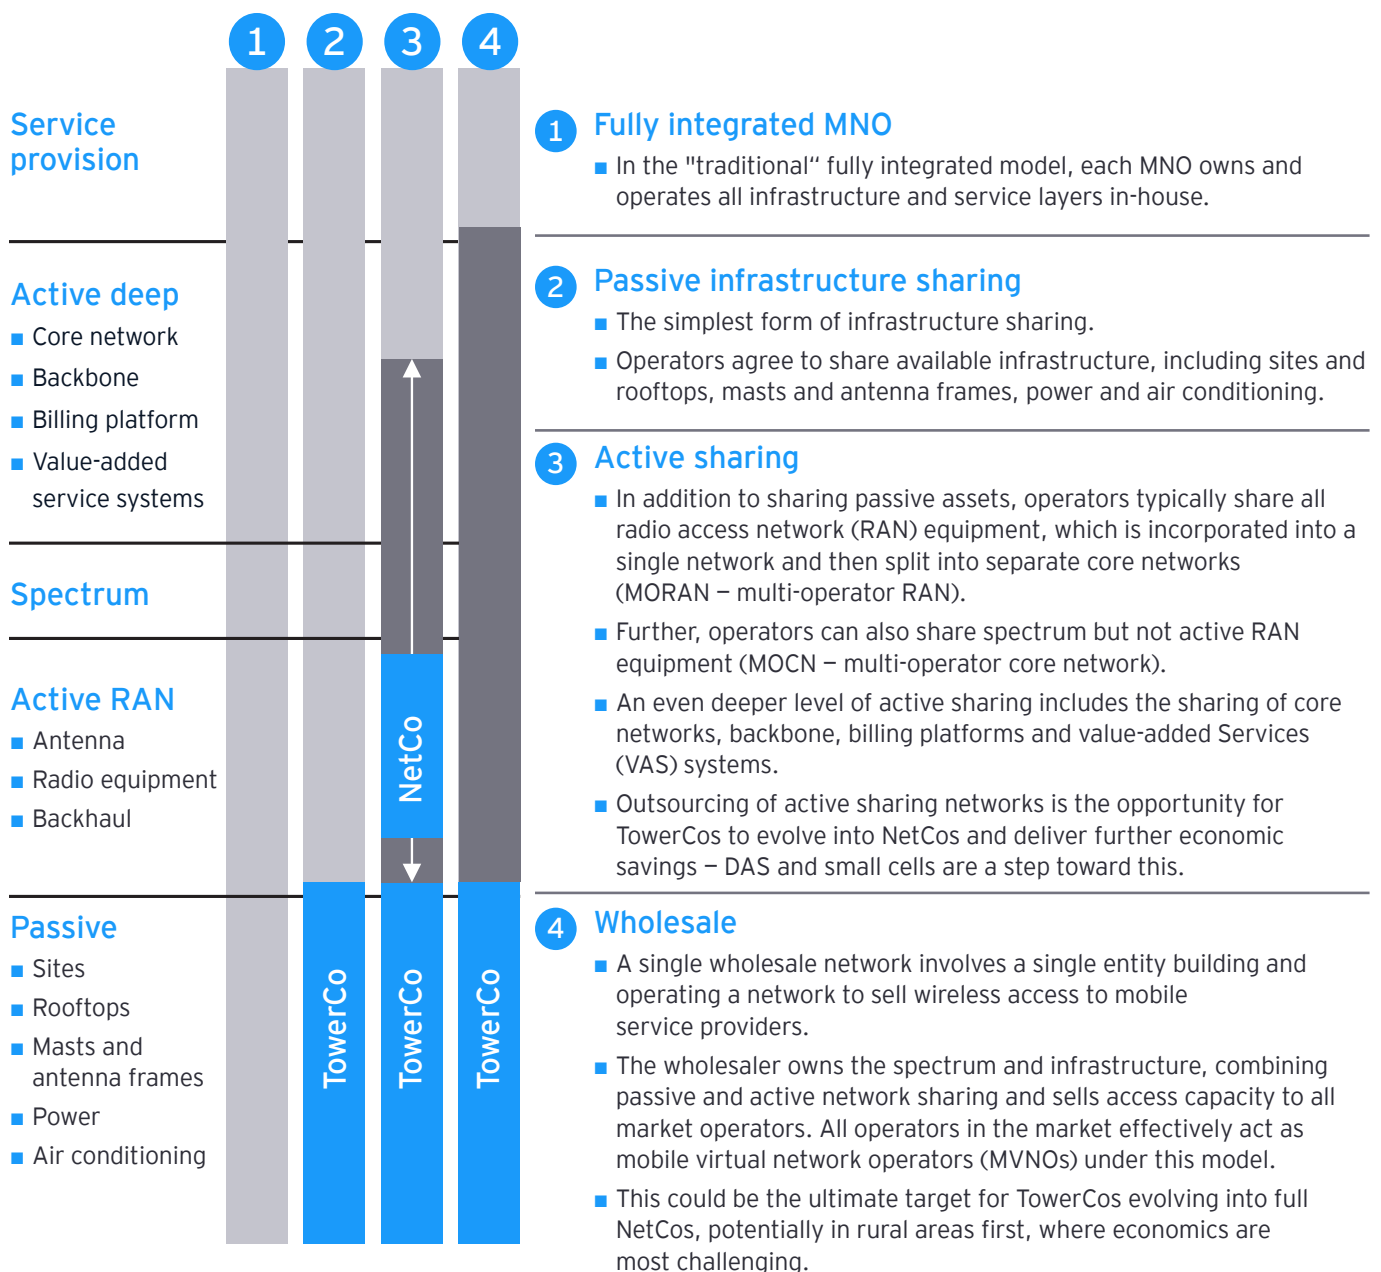 1 2 3 4
Service
provision
Active deep
■ Core network
■ Backbone
■ Billing platform
■ Value-added
service systems
Spectrum
Active RAN
■ Antenna
■ Radio equipment
■ Backhaul
Passive
■ Sites
■ Rooftops
■ Masts and
antenna frames
■ Power
■ Air conditioning
NetCo
TowerCo
TowerCo
TowerCo
1 Fully integrated MNO
■ In the "traditional“ fully integrated model, each MNO owns and
operates all infrastructure and service layers in-house.
2 Passive infrastructure sharing
■ The simplest form of infrastructure sharing.
■ Operators agree to share available infrastructure, including sites and
rooftops, masts and antenna frames, power and air conditioning.
3 Active sharing
■ In addition to sharing passive assets, operators typically share all
radio access network (RAN) equipment, which is incorporated into a
single network and then split into separate core networks
(MORAN — multi-operator RAN).
■ Further, operators can also share spectrum but not active RAN
equipment (MOCN — multi-operator core network).
■ An even deeper level of active sharing includes the sharing of core
networks, backbone, billing platforms and value-added Services
(VAS) systems.
■ Outsourcing of active sharing networks is the opportunity for
TowerCos to evolve into NetCos and deliver further economic
savings — DAS and small cells are a step toward this.
4 Wholesale
■ A single wholesale network involves a single entity building and
operating a network to sell wireless access to mobile
service providers.
■ The wholesaler owns the spectrum and infrastructure, combining
passive and active network sharing and sells access capacity to all
market operators. All operators in the market effectively act as
mobile virtual network operators (MVNOs) under this model.
■ This could be the ultimate target for TowerCos evolving into full
NetCos, potentially in rural areas first, where economics are
most challenging.